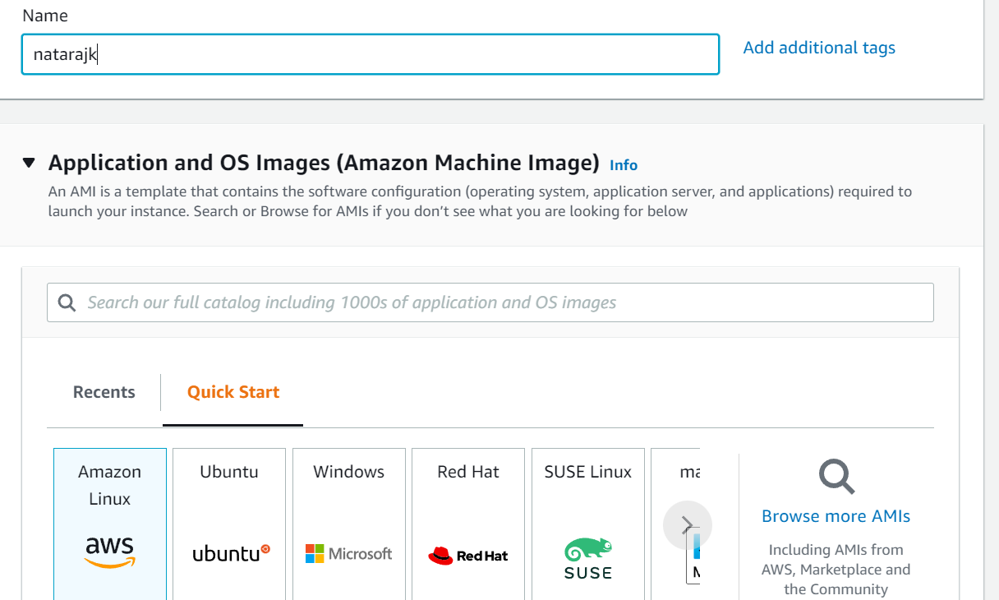 Name
natarajk
Add additional tags
Application and OS Images (Amazon Machine Image) Info
An AMI is a template that contains the software configuration (operating system, application server, and applications) required to
launch your instance. Search or Browse for AMIs if you don’t see what you are looking for below
Search our full catalog including 1000s of application and OS images
Recents
Quick Start
Amazon
Linux
aws
Ubuntu
ubuntu
Windows
Microsoft
Red Hat
Red Hat
SUSE Linux
SUSE
ma
M
Browse more AMIs
Including AMIs from
AWS, Marketplace and
the Community